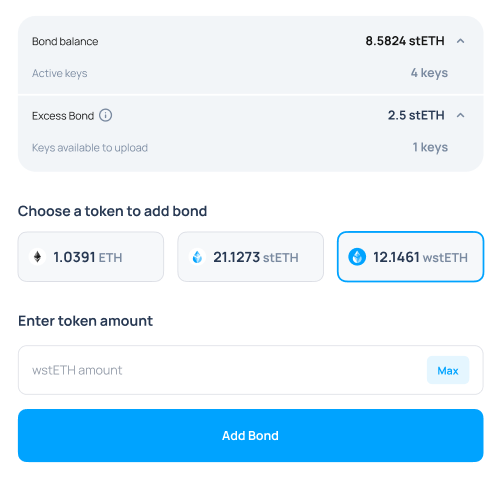 Bond balance 8.5824 stETH
Active keys 4 keys
Excess Bond 2.5 stETH
Keys available to upload 1 keys
Choose a token to add bond
1.0391 ETH 21.1273 stETH 12.1461 wstETH
Enter token amount
wstETH amount Max
Add Bond